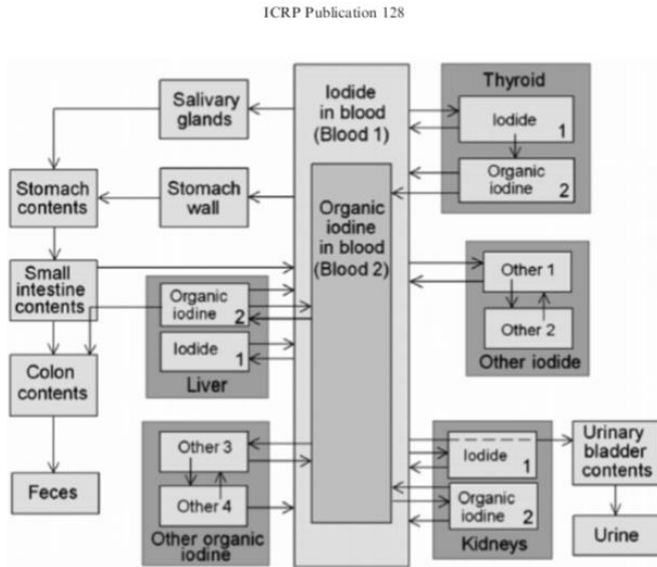 ICRP Publication 128
Salivary
glands
Stomach
contents
Stomach
wall
Small
intestine
contents
Colon
contents
Feces
Organic
iodine
2
Iodide
1
Liver
Other 3
Other 4
Other organic
iodine
Iodide
in blood
(Blood 1)
Organic
iodine
in blood
(Blood 2)
Thyroid
Iodide
1
Organic
iodine
2
Other 1
Other 2
Other iodide
Iodide
1
Organic
iodine
2
Kidneys
Urinary
bladder
contents
Urine